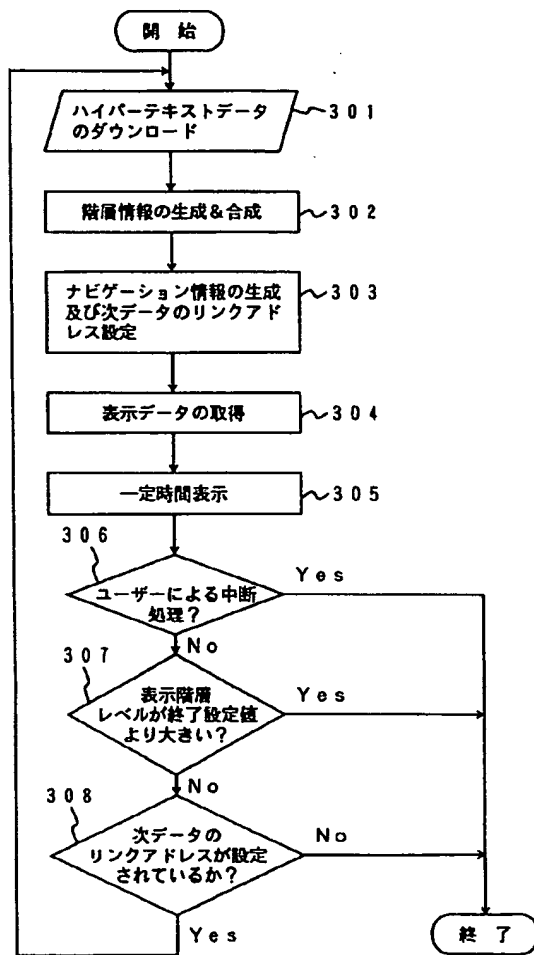 開始
ハイパーテキストデータ
のダウンロード
301
階層情報の生成&合成
302
ナビゲーション情報の生成
及び次データのリンクアド
レス設定
303
表示データの取得
304
一定時間表示
305
306
ユーザーによる中断
処理?
Yes
No
307
表示階層
レベルが終了設定値
より大きい?
Yes
No
308
次データの
リンクアドレスが設定
されているか?
No
Yes
終了